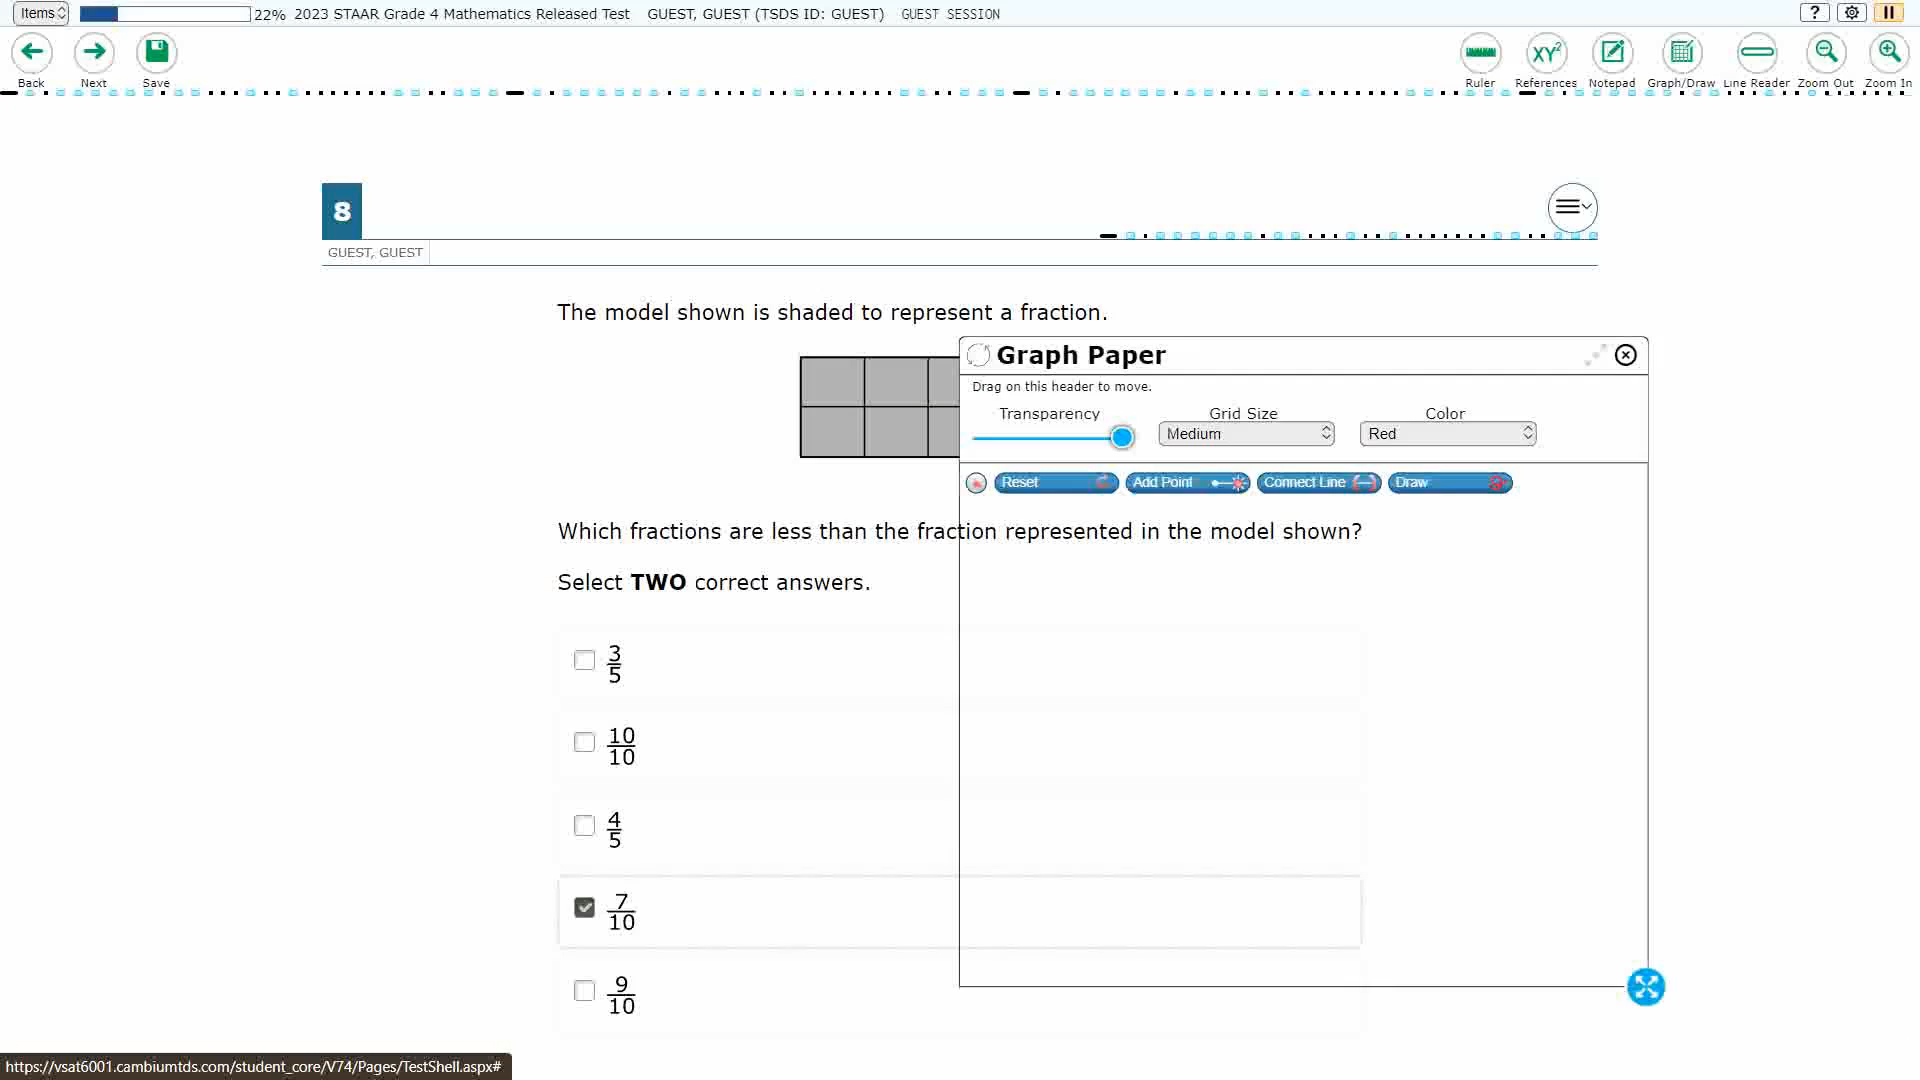 Items
22% 2023 STAAR Grade 4 Mathematics Released Test GUEST, GUEST (TSDS ID: GUEST) GUEST SESSION
?
Back Next Save
XY²
Ruler References Notepad Graph/Draw Line Reader Zoom Out Zoom In
8
GUEST, GUEST
The model shown is shaded to represent a fraction.
Graph Paper
Drag on this header to move.
Transparency Grid Size Color
Medium Red
Reset Add Point Connect Line Draw
Which fractions are less than the fraction represented in the model shown?
Select TWO correct answers.
3
5
10
10
4
5
7
10
9
10
https://vsat6001.cambiumtds.com/student_core/V74/Pages/TestShell.aspx#